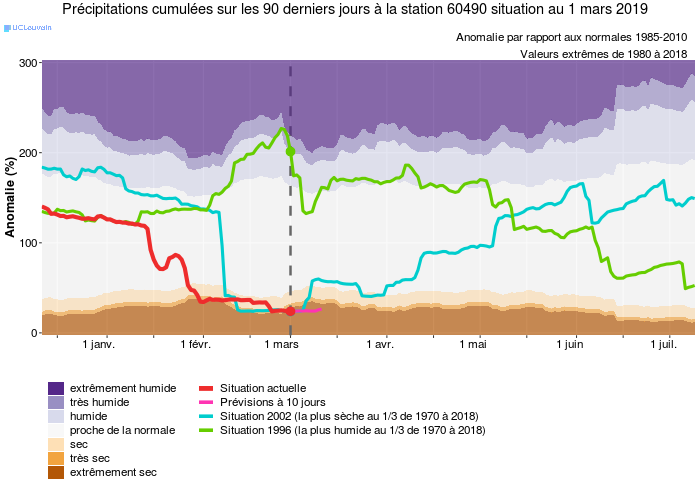 Précipitations cumulées sur les 90 derniers jours à la station 60490 situation au 1 mars 2019
UCLouvain
Anomalie par rapport aux normales 1985-2010
Valeurs extrêmes de 1980 à 2018
Anomalie (%)
300
200
100
0
1 janv. 1 févr. 1 mars 1 avr. 1 mai 1 juin 1 juil.
extrêmement humide
très humide
humide
proche de la normale
sec
très sec
extrêmement sec
Situation actuelle
Prévisions à 10 jours
Situation 2002 (la plus sèche au 1/3 de 1970 à 2018)
Situation 1996 (la plus humide au 1/3 de 1970 à 2018)